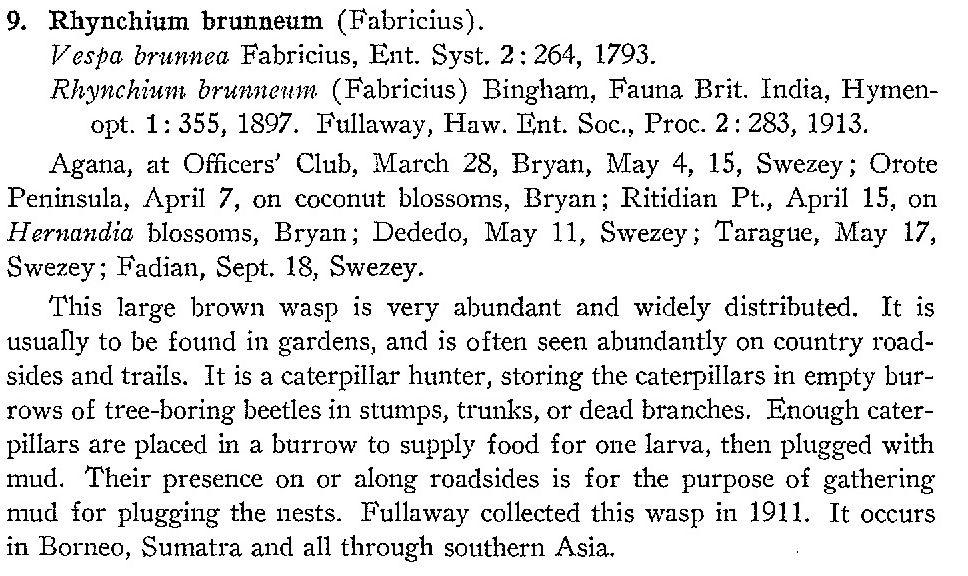 9. Rhynchium brunneum (Fabricius).
Vespa brunnea Fabricius, Ent. Syst. 2: 264, 1793.
Rhynchium brunneum (Fabricius) Bingham, Fauna Brit. India, Hymen-
opt. 1: 355, 1897. Fullaway, Haw. Ent. Soc., Proc. 2: 283, 1913.
Agana, at Officers' Club, March 28, Bryan, May 4, 15, Swezey; Orote
Peninsula, April 7, on coconut blossoms, Bryan; Ritidian Pt., April 15, on
Hernandia blossoms, Bryan; Dededo, May 11, Swezey; Tarague, May 17,
Swezey; Fadian, Sept. 18, Swezey.
This large brown wasp is very abundant and widely distributed. It is
usually to be found in gardens, and is often seen abundantly on country road-
sides and trails. It is a caterpillar hunter, storing the caterpillars in empty bur-
rows of tree-boring beetles in stumps, trunks, or dead branches. Enough cater-
pillars are placed in a burrow to supply food for one larva, then plugged with
mud. Their presence on or along roadsides is for the purpose of gathering
mud for plugging the nests. Fullaway collected this wasp in 1911. It occurs
in Borneo, Sumatra and all through southern Asia.